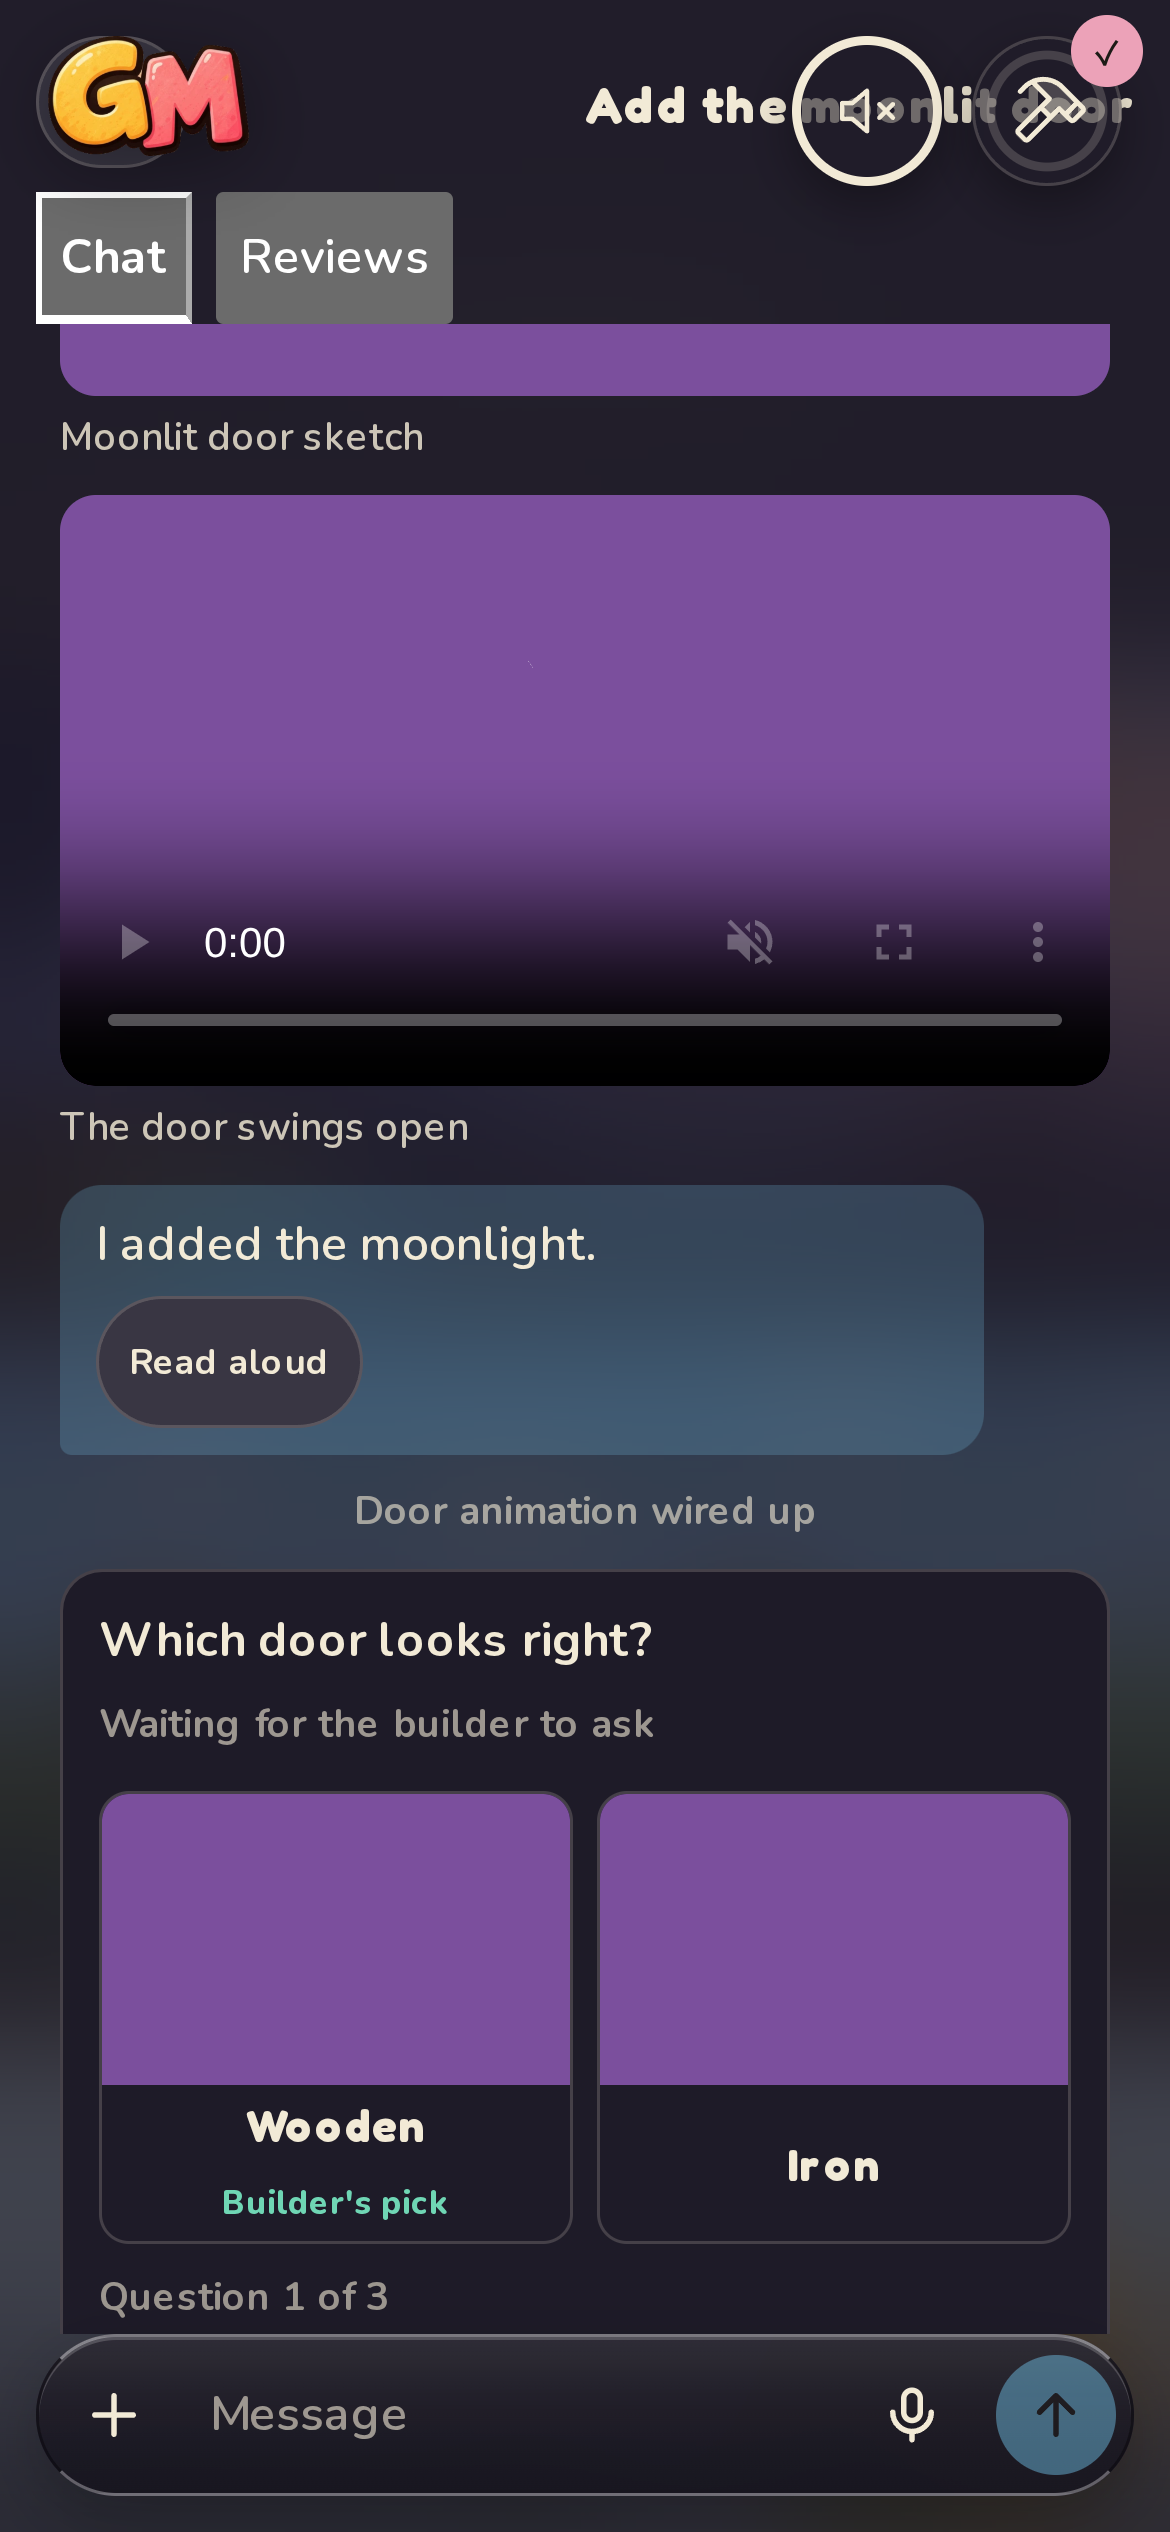 GM
Add the moonlit door
Chat
Reviews
Moonlit door sketch
0:00
The door swings open
I added the moonlight.
Read aloud
Door animation wired up
Which door looks right?
Waiting for the builder to ask
Wooden
Iron
Builder's pick
Question 1 of 3
Message